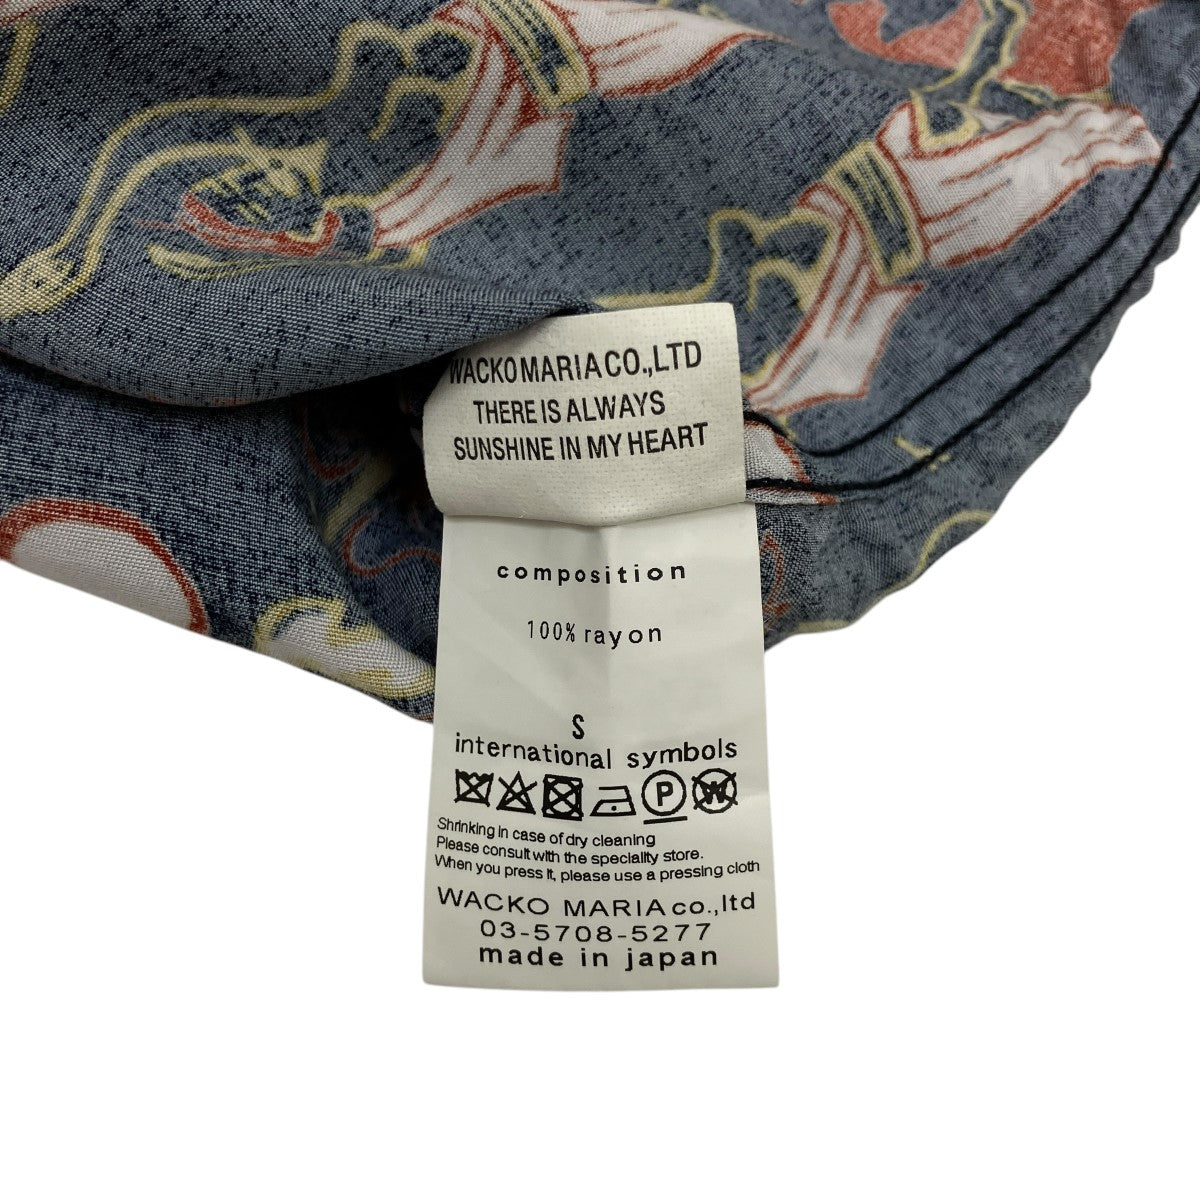 WACKO MARIA CO.,LTD
THERE IS ALWAYS
SUNSHINE IN MY HEART
composition
100% rayon
S
international symbols
P W
Shrinking in case of dry cleaning
Please consult with the speciality store.
When you press it, please use a pressing cloth
WACKO MARIA co.,ltd
03-5708-5277
made in japan